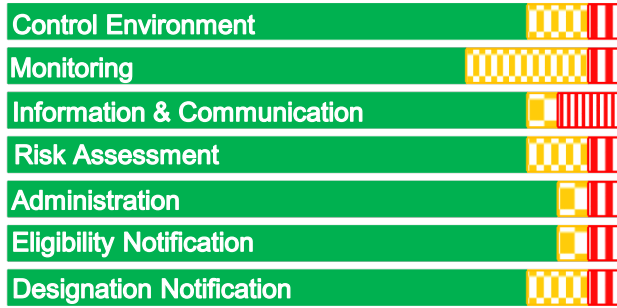 Control Environment
Monitoring
Information & Communication
Risk Assessment
Administration
Eligibility Notification
Designation Notification